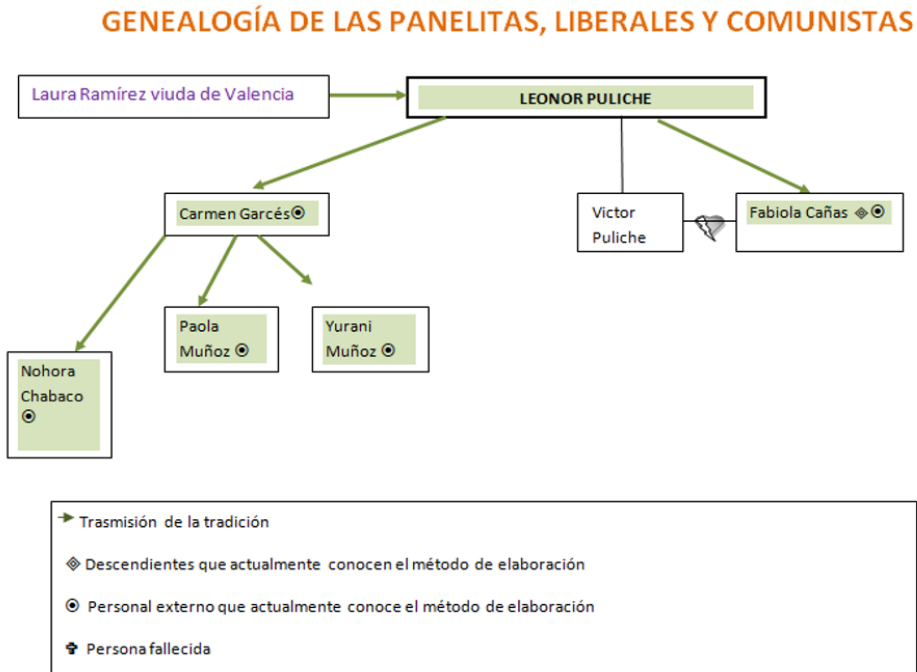 GENEALOGÍA DE LAS PANELITAS, LIBERALES Y COMUNISTAS
Laura Ramírez viuda de Valencia
LEONOR PULICHE
Carmen Garcés
Victor
Puliche
Fabiola Cañas
Paola
Muñoz
Yurani
Muñoz
Nohora
Chabaco
Trasmisión de la tradición
Descendientes que actualmente conocen el método de elaboración
Personal externo que actualmente conoce el método de elaboración
Persona fallecida